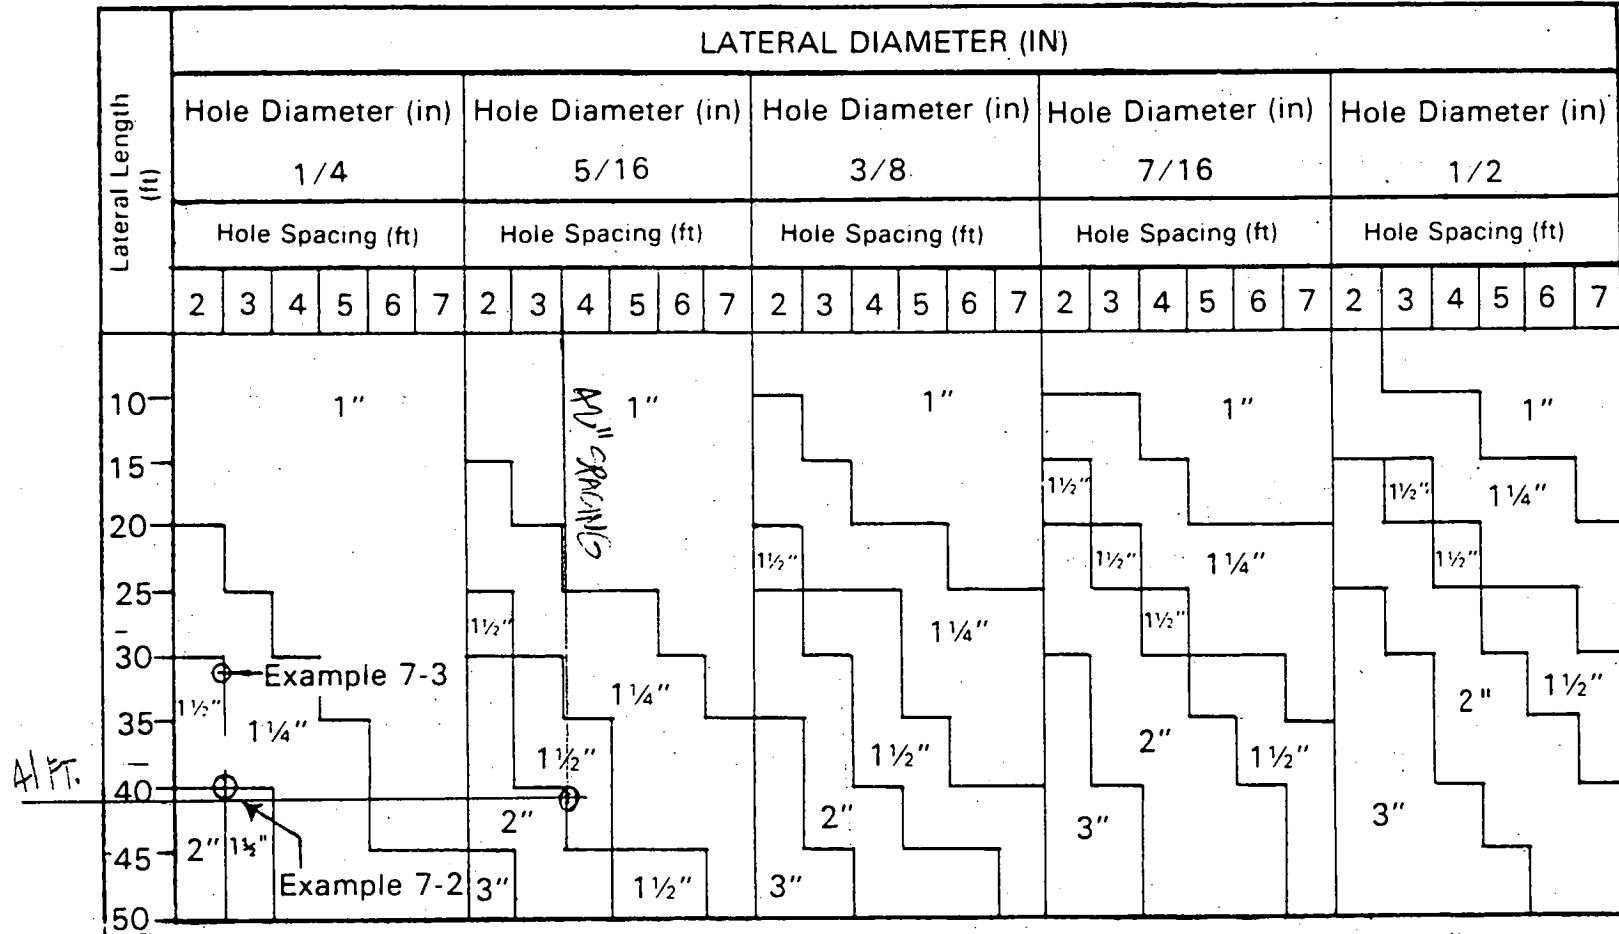 LATERAL DIAMETER (IN)
Lateral Length
(ft)
Hole Diameter (in) Hole Diameter (in) Hole Diameter (in) Hole Diameter (in) Hole Diameter (in)
1/4 5/16 3/8 7/16 1/2
Hole Spacing (ft) Hole Spacing (ft) Hole Spacing (ft) Hole Spacing (ft) Hole Spacing (ft)
2 3 4 5 6 7 2 3 4 5 6 7 2 3 4 5 6 7 2 3 4 5 6 7 2 3 4 5 6 7
10 1" 1" 1" 1" 1"
SPACING
15 1½" 1½" 1¼"
20
1½" 1½" 1¼" 1½"
25
1½" 1¼" 1½"
30
Example 7-3
1½" 1¼" 1¼" 2" 1½"
35
1½" 1½" 2" 1½"
41 FT.
40
2" 2" 3" 3"
2" 1½"
45
Example 7-2 3" 1½" 3"
50